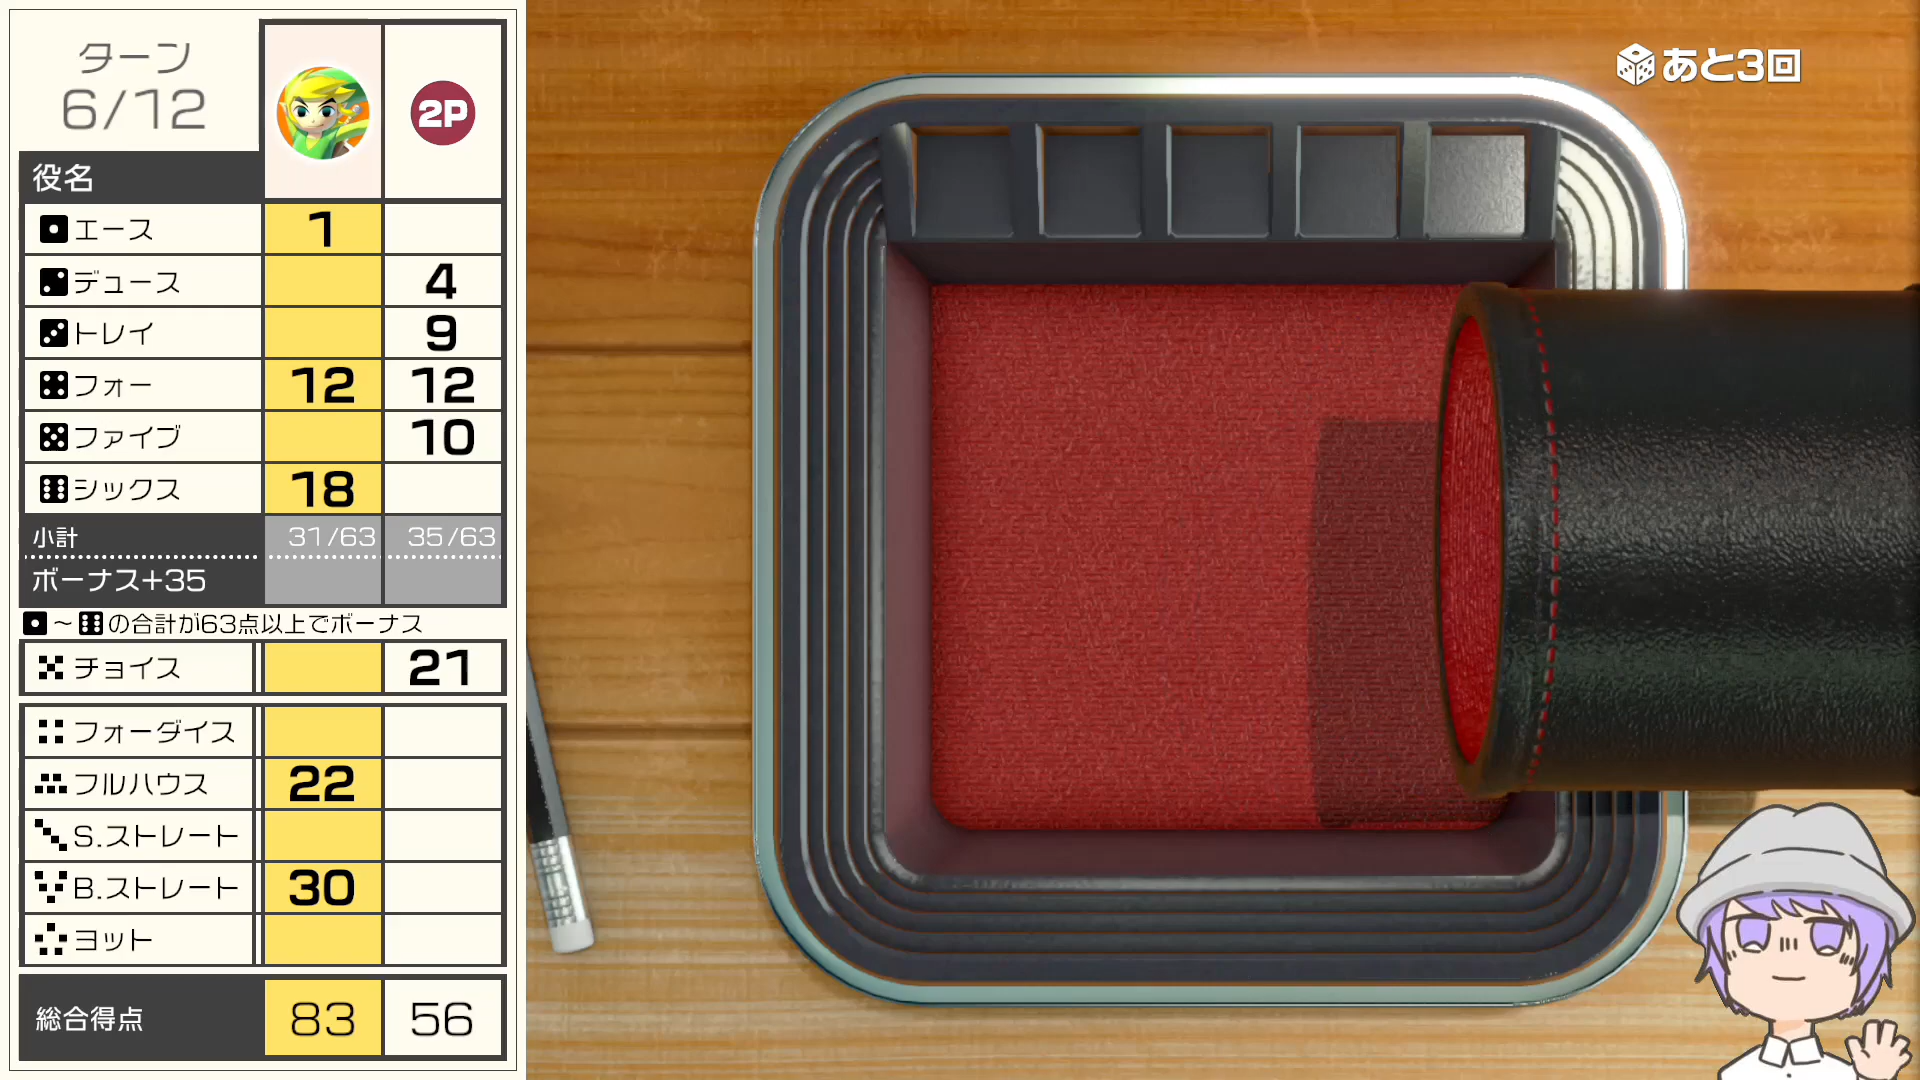 ターン
6/12
2P
あと3回
役名
エース 1
デュース 4
トレイ 9
フォー 12 12
ファイブ 10
シックス 18
小計 31/63 35/63
ボーナス+35
～の合計が63点以上でボーナス
チョイス 21
フォーダイス
フルハウス 22
S.ストレート
B.ストレート 30
ヨット
総合得点 83 56